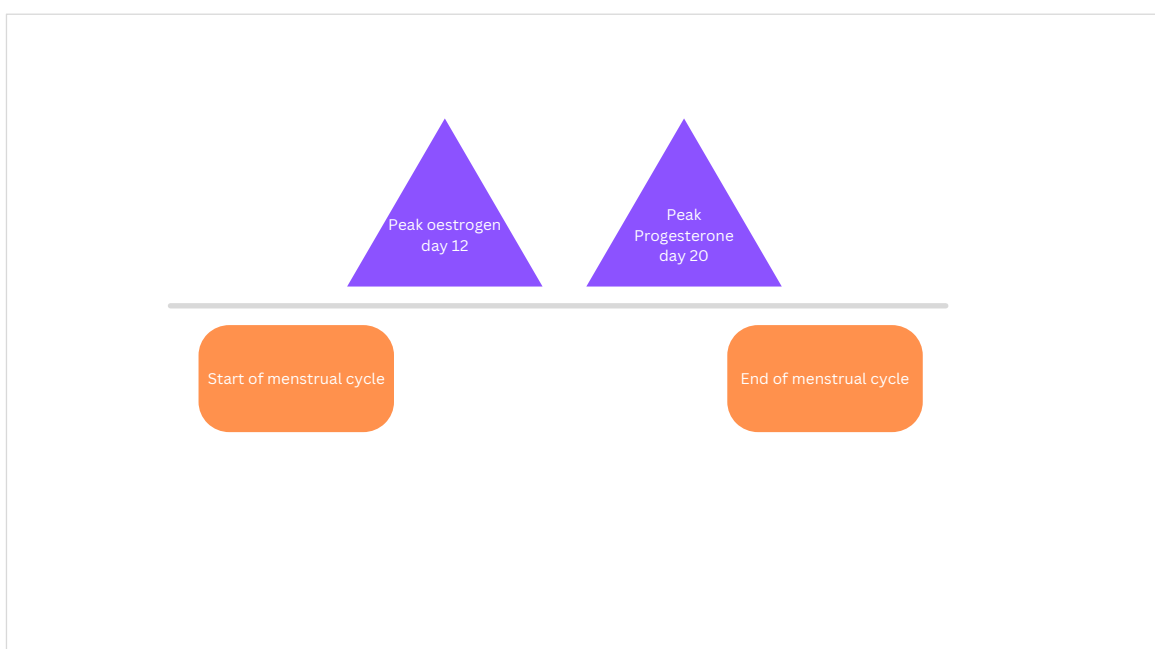 Peak oestrogen
day 12
Peak
Progesterone
day 20
Start of menstrual cycle
End of menstrual cycle